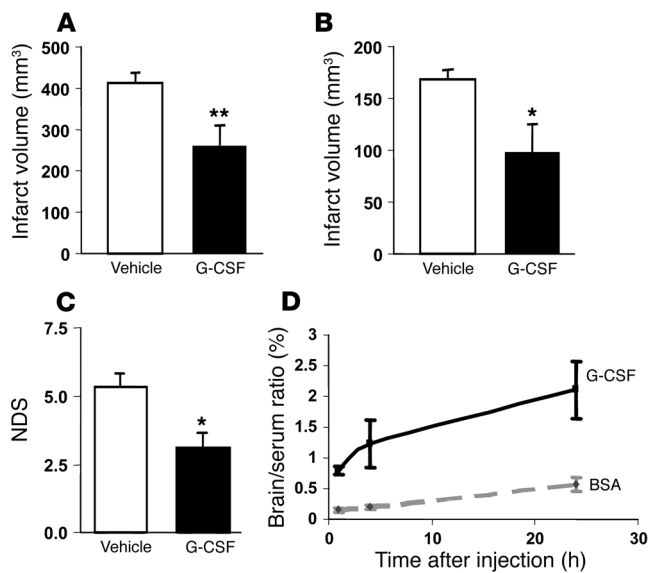 A
Infarct volume (mm³)
500
400
300
200
100
0
**
Vehicle
G-CSF
B
Infarct volume (mm³)
200
150
100
50
0
*
Vehicle
G-CSF
C
NDS
7.5
5.0
2.5
0.0
*
Vehicle
G-CSF
D
Brain/serum ratio (%)
3
2.5
2
1.5
1
0.5
0
G-CSF
BSA
0
10
20
30
Time after injection (h)